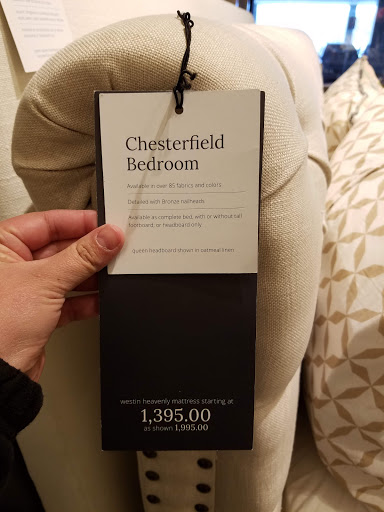 Chesterfield
Bedroom
Available in over 85 fabrics and colors
Detailed with Bronze nailheads
Available as complete bed, with or without tall
footboard, or headboard only
queen headboard shown in oatmeal linen
westin heavenly mattress starting at
1,395.00
as shown 1,995.00